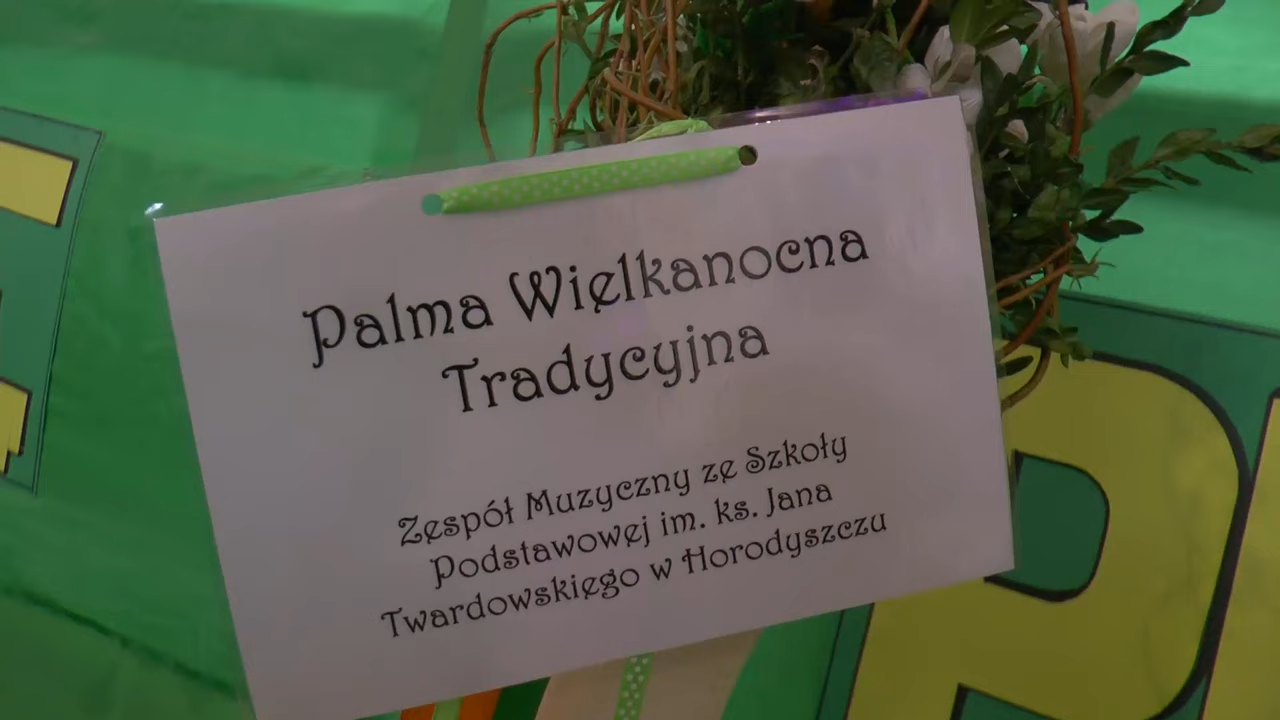 Palma Wielkanocna
Tradycyjna
Zespół Muzyczny ze Szkoły
Podstawowej im. ks. Jana
Twardowskiego w Horodyszczu